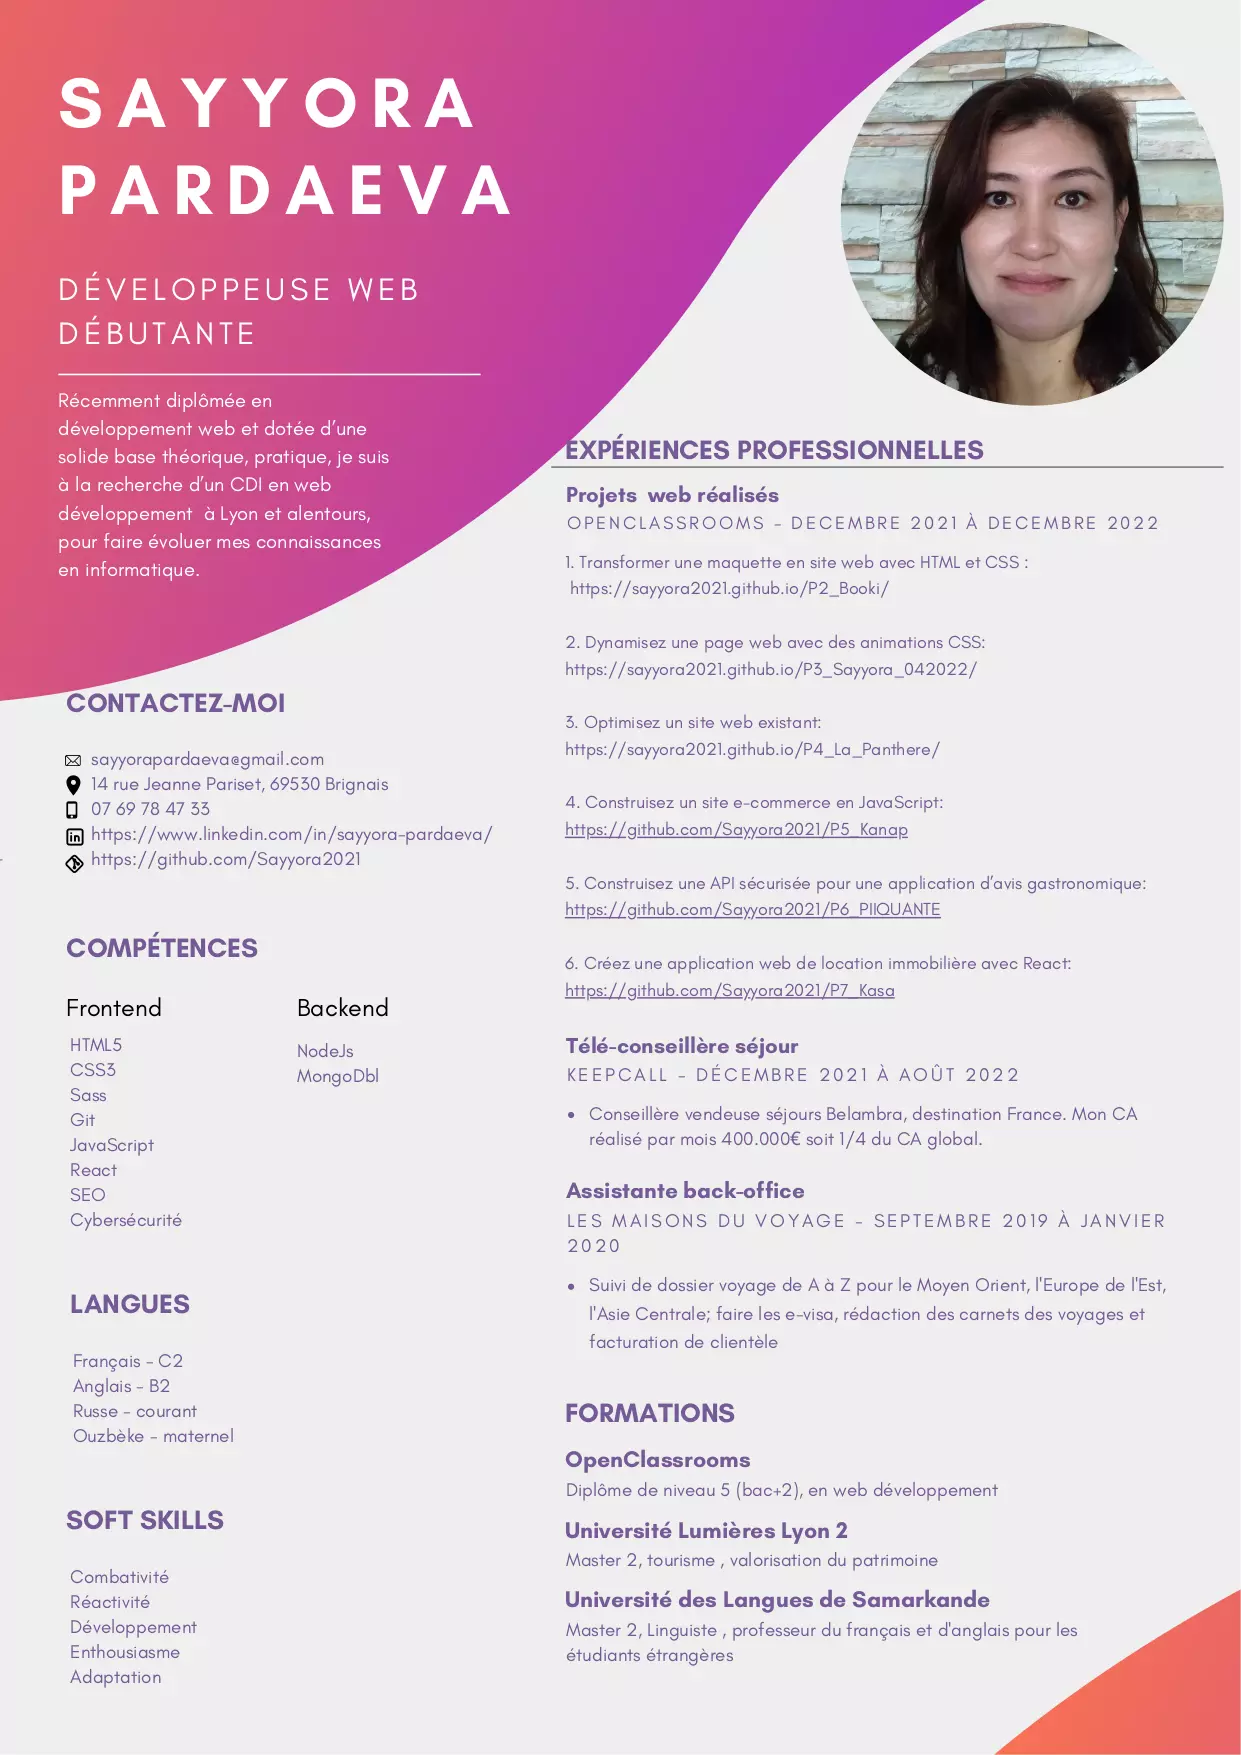 SAYYORA
PARDAEVA
DÉVELOPPEUSE WEB
DÉBUTANTE
Récemment diplômée en
développement web et dotée d’une
solide base théorique, pratique, je suis
à la recherche d’un CDI en web
développement  à Lyon et alentours,
pour faire évoluer mes connaissances
en informatique.
CONTACTEZ-MOI
sayyorapardaeva@gmail.com
14 rue Jeanne Pariset, 69530 Brignais
07 69 78 47 33
https://www.linkedin.com/in/sayyora-pardaeva/
https://github.com/Sayyora2021
COMPÉTENCES
Frontend
HTML5
CSS3
Sass
Git
JavaScript
React
SEO
Cybersécurité
Backend
NodeJs
MongoDbl
LANGUES
Français - C2
Anglais - B2
Russe - courant
Ouzbèke - maternel
SOFT SKILLS
Combativité
Réactivité
Développement
Enthousiasme
Adaptation
EXPÉRIENCES PROFESSIONNELLES
Projets  web réalisés
OPENCLASSROOMS - DECEMBRE 2021 À DECEMBRE 2022
1. Transformer une maquette en site web avec HTML et CSS :
https://sayyora2021.github.io/P2_Booki/
2. Dynamisez une page web avec des animations CSS:
https://sayyora2021.github.io/P3_Sayyora_042022/
3. Optimisez un site web existant:
https://sayyora2021.github.io/P4_La_Panthere/
4. Construisez un site e-commerce en JavaScript:
https://github.com/Sayyora2021/P5_Kanap
5. Construisez une API sécurisée pour une application d’avis gastronomique:
https://github.com/Sayyora2021/P6_PIIQUANTE
6. Créez une application web de location immobilière avec React:
https://github.com/Sayyora2021/P7_Kasa
Télé-conseillère séjour
KEEPCALL - DÉCEMBRE 2021 À AOÛT 2022
• Conseillère vendeuse séjours Belambra, destination France. Mon CA
réalisé par mois 400.000€ soit 1/4 du CA global.
Assistante back-office
LES MAISONS DU VOYAGE - SEPTEMBRE 2019 À JANVIER
2020
• Suivi de dossier voyage de A à Z pour le Moyen Orient, l'Europe de l'Est,
l'Asie Centrale; faire les e-visa, rédaction des carnets des voyages et
facturation de clientèle
FORMATIONS
OpenClassrooms
Diplôme de niveau 5 (bac+2), en web développement
Université Lumières Lyon 2
Master 2, tourisme , valorisation du patrimoine
Université des Langues de Samarkande
Master 2, Linguiste , professeur du français et d'anglais pour les
étudiants étrangères